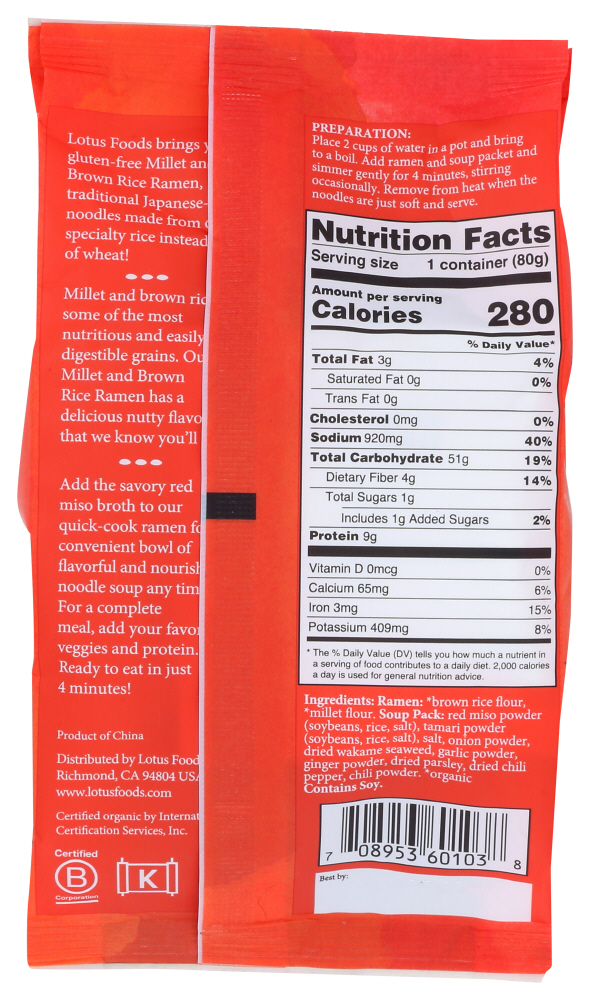 Lotus Foods brings
gluten-free Millet
Brown Rice Ramen,
traditional Japanese-
noodles made from
specialty rice instead
of wheat!
Millet and brown
some of the most
nutritious and easily
digestible grains.
Millet and Brown
Rice Ramen has a
delicious nutty
that we know you'll
Add the savory red
miso broth to our
quick-cook ramen
convenient bowl of
flavorful and
noodle soup any
For a complete
meal, add your
veggies and protein.
Ready to eat in just
4 minutes!
Product of China
Distributed by Lotus
Richmond, CA 94804 USA
www.lotusfoods.com
Certified organic by
Certification Services, Inc.
Certified
B
Corporation
K
PREPARATION:
Place 2 cups of water in a pot and bring
to a boil. Add ramen and soup packet and
simmer gently for 4 minutes, stirring
occasionally. Remove from heat when the
noodles are just soft and serve.
Nutrition Facts
Serving size 1 container (80g)
Amount per serving
Calories 280
% Daily Value*
Total Fat 3g 4%
Saturated Fat 0g 0%
Trans Fat 0g
Cholesterol 0mg 0%
Sodium 920mg 40%
Total Carbohydrate 51g 19%
Dietary Fiber 4g 14%
Total Sugars 1g
Includes 1g Added Sugars 2%
Protein 9g
Vitamin D 0mcg 0%
Calcium 65mg 6%
Iron 3mg 15%
Potassium 409mg 8%
* The % Daily Value (DV) tells you how much a nutrient in
a serving of food contributes to a daily diet. 2,000 calories
a day is used for general nutrition advice.
Ingredients: Ramen: *brown rice flour,
*millet flour. Soup Pack: red miso powder
(soybeans, rice, salt), tamari powder
(soybeans, rice, salt), salt, onion powder,
dried wakame seaweed, garlic powder,
ginger powder, dried parsley, dried chili
pepper, chili powder. *organic
Contains Soy.
7 08953 60103 8
Best by: